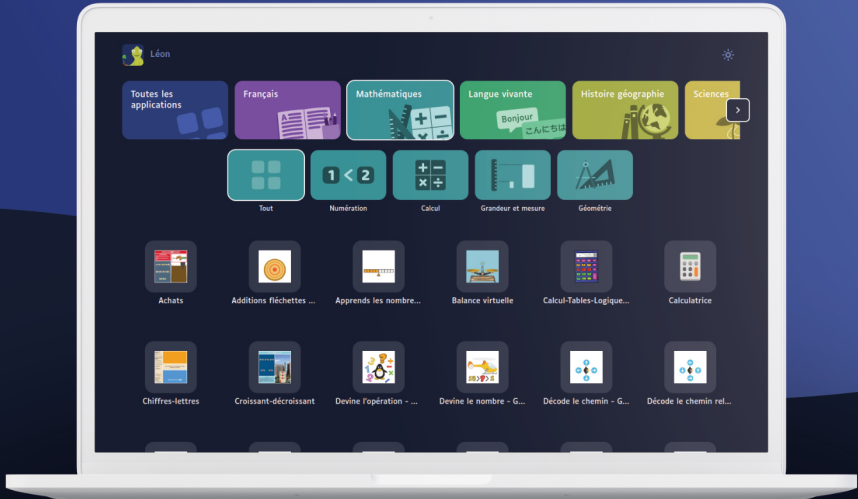 Léon
Toutes les
applications
Français
Mathématiques
Langue vivante
Histoire géographie
Sciences
A
Bonjour
こんにちは
1 < 2
Tout
Numération
Calcul
Grandeur et mesure
Géométrie
Achats
Additions fléchettes ...
Apprends les nombre...
Balance virtuelle
Calcul-Tables-Logique...
Calculatrice
Chiffres-lettres
Croissant-décroissant
Devine l'opération - ...
Devine le nombre - G...
Décode le chemin - G...
Décode le chemin rel...